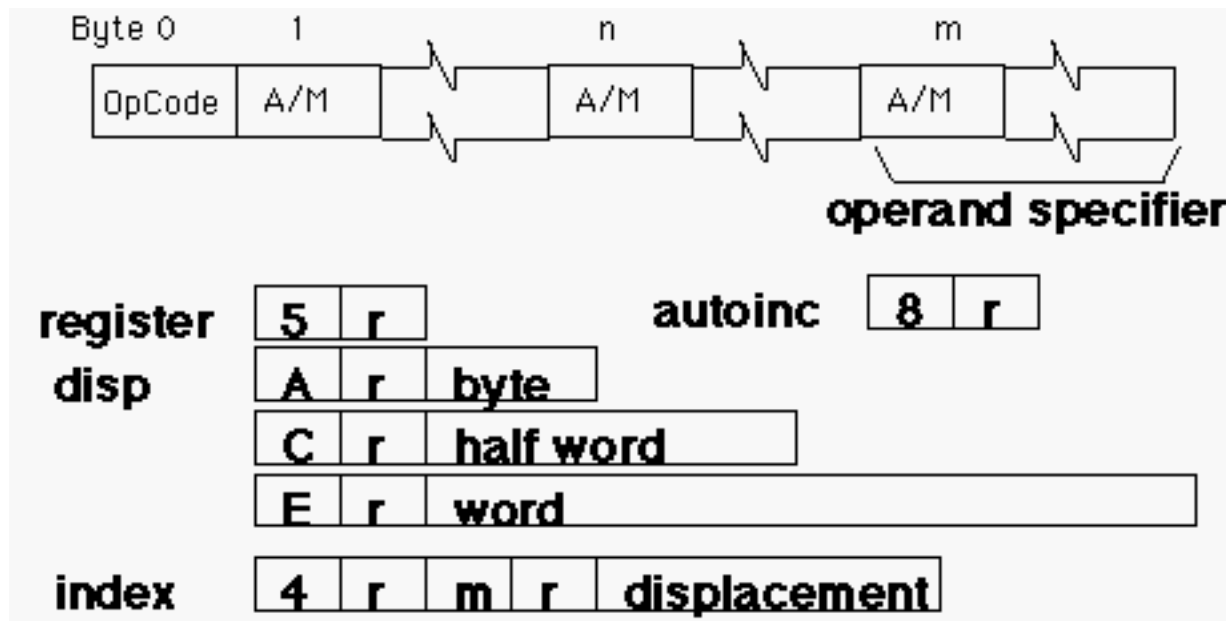 Byte 0 1 n m
OpCode A/M A/M A/M
operand specifier
register 5 r autoinc 8 r
disp A r byte
C r half word
E r word
index 4 r m r displacement